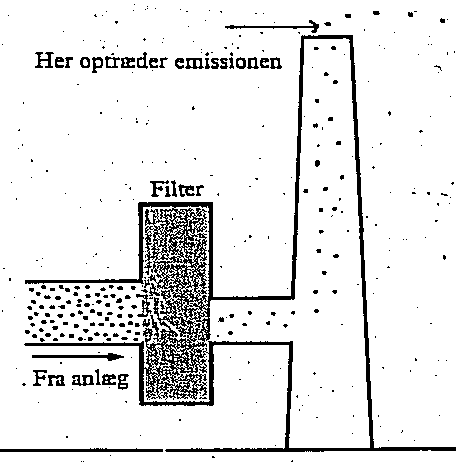 Her optræder emissionen
Filter
Fra anlæg